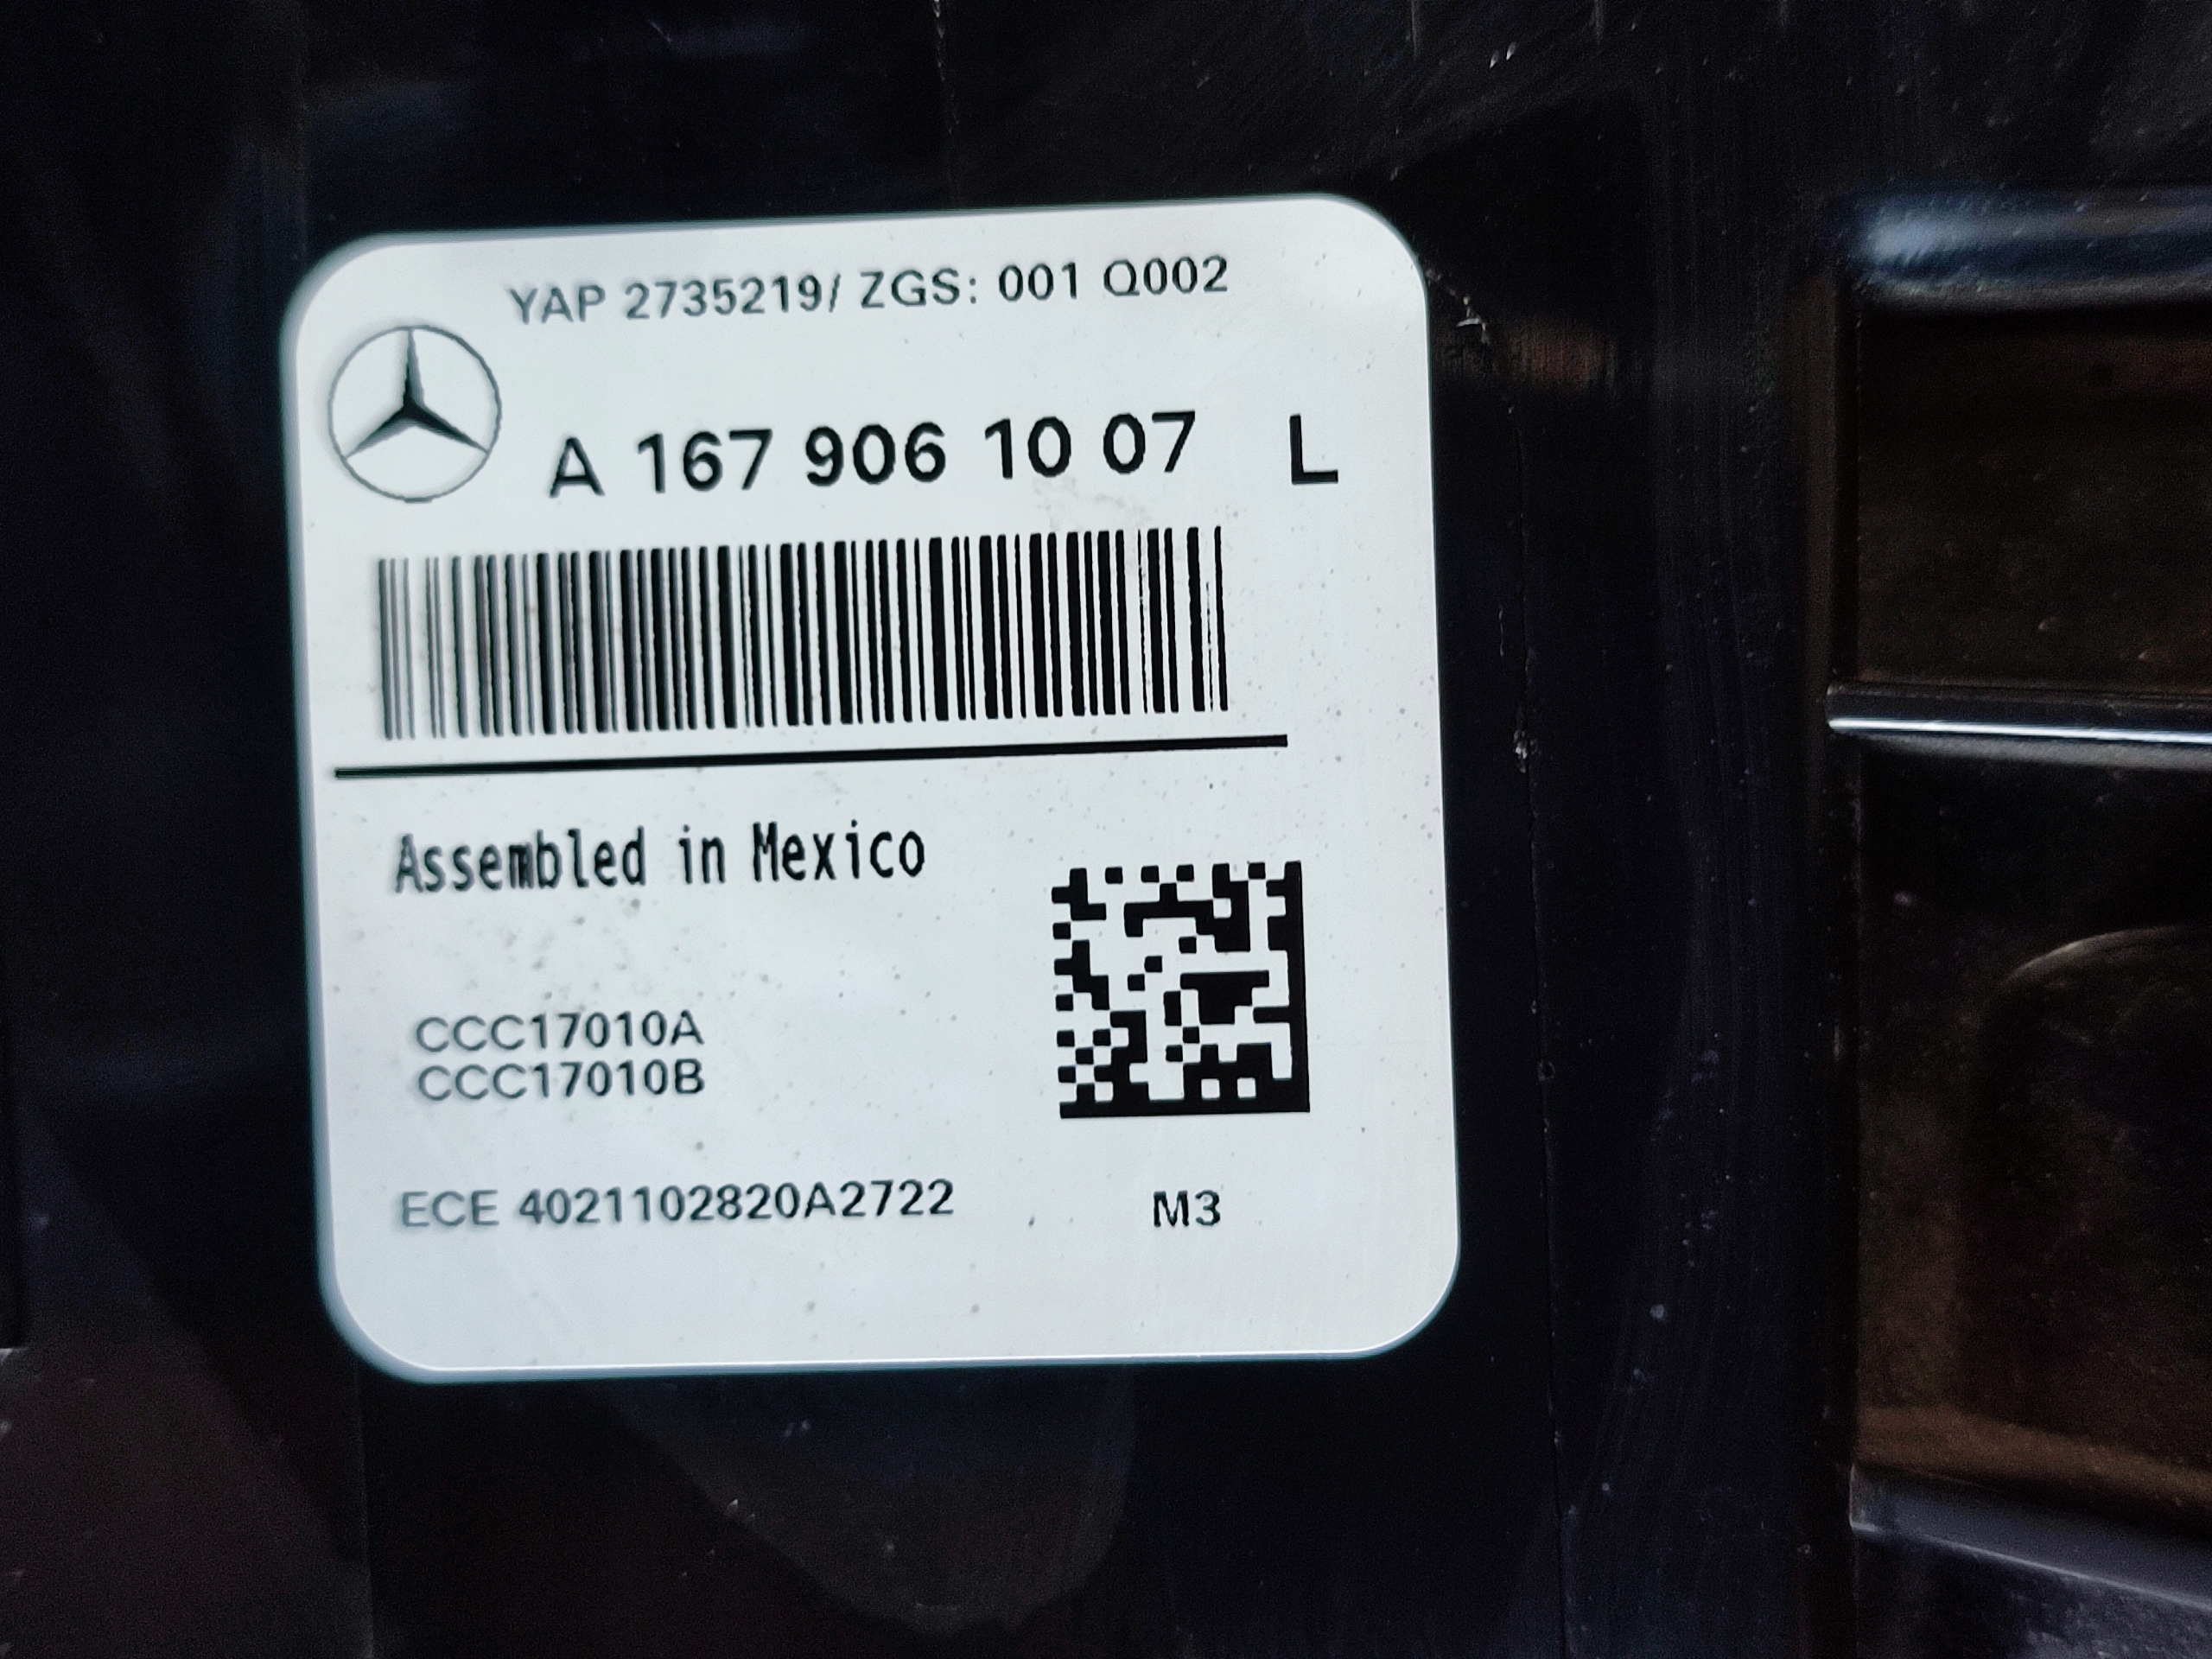 YAP 2735219/ ZGS: 001 Q002
A 167 906 10 07 L
Assembled in Mexico
CCC17010A
CCC17010B
ECE 4021102820A2722 M3